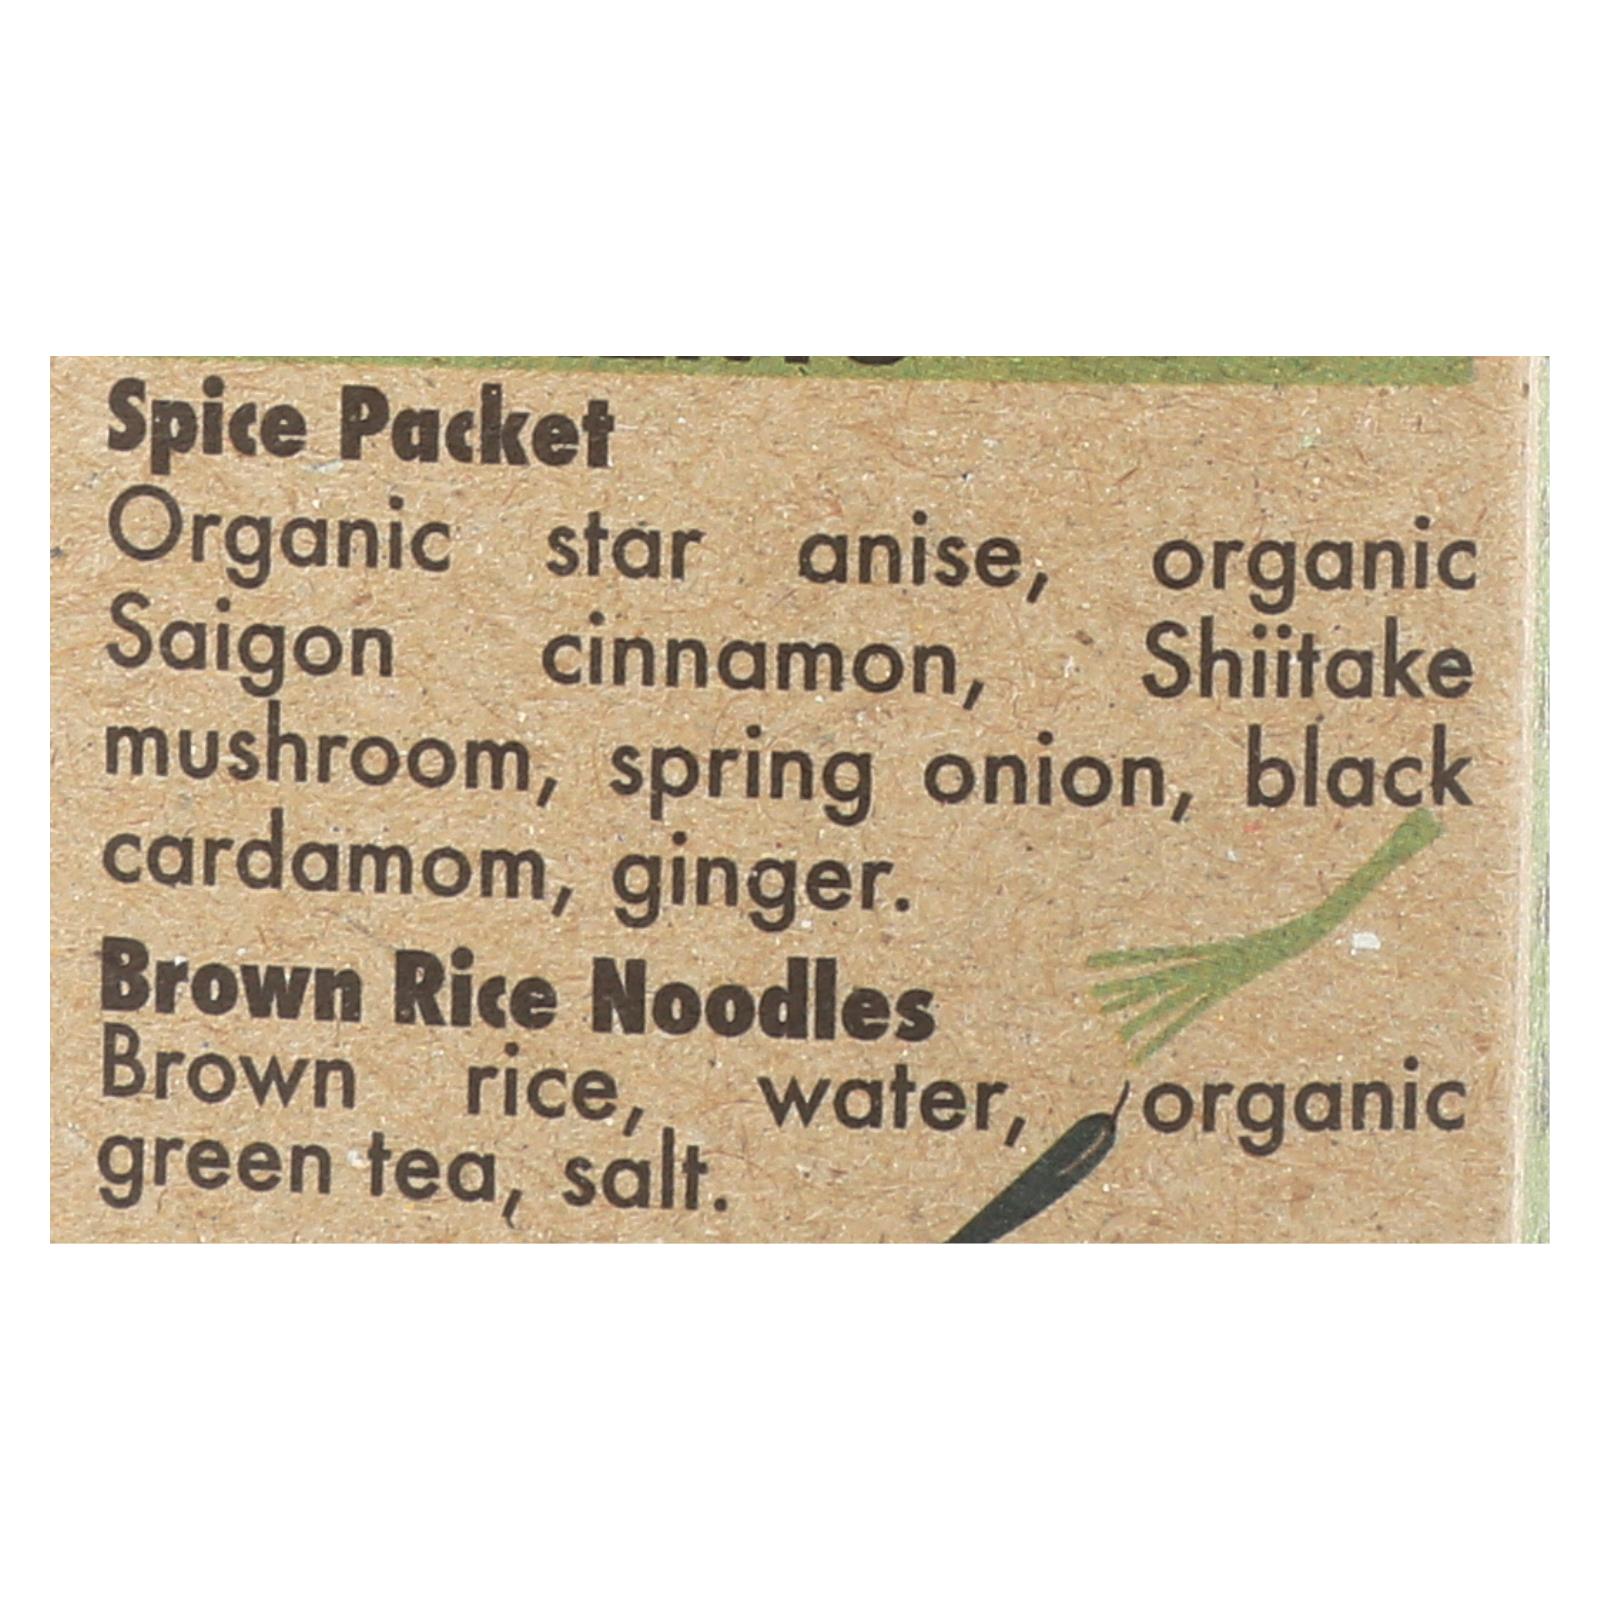 Spice Packet
Organic star anise, organic
Saigon cinnamon, Shiitake
mushroom, spring onion, black
cardamom, ginger.
Brown Rice Noodles
Brown rice, water, organic
green tea, salt.